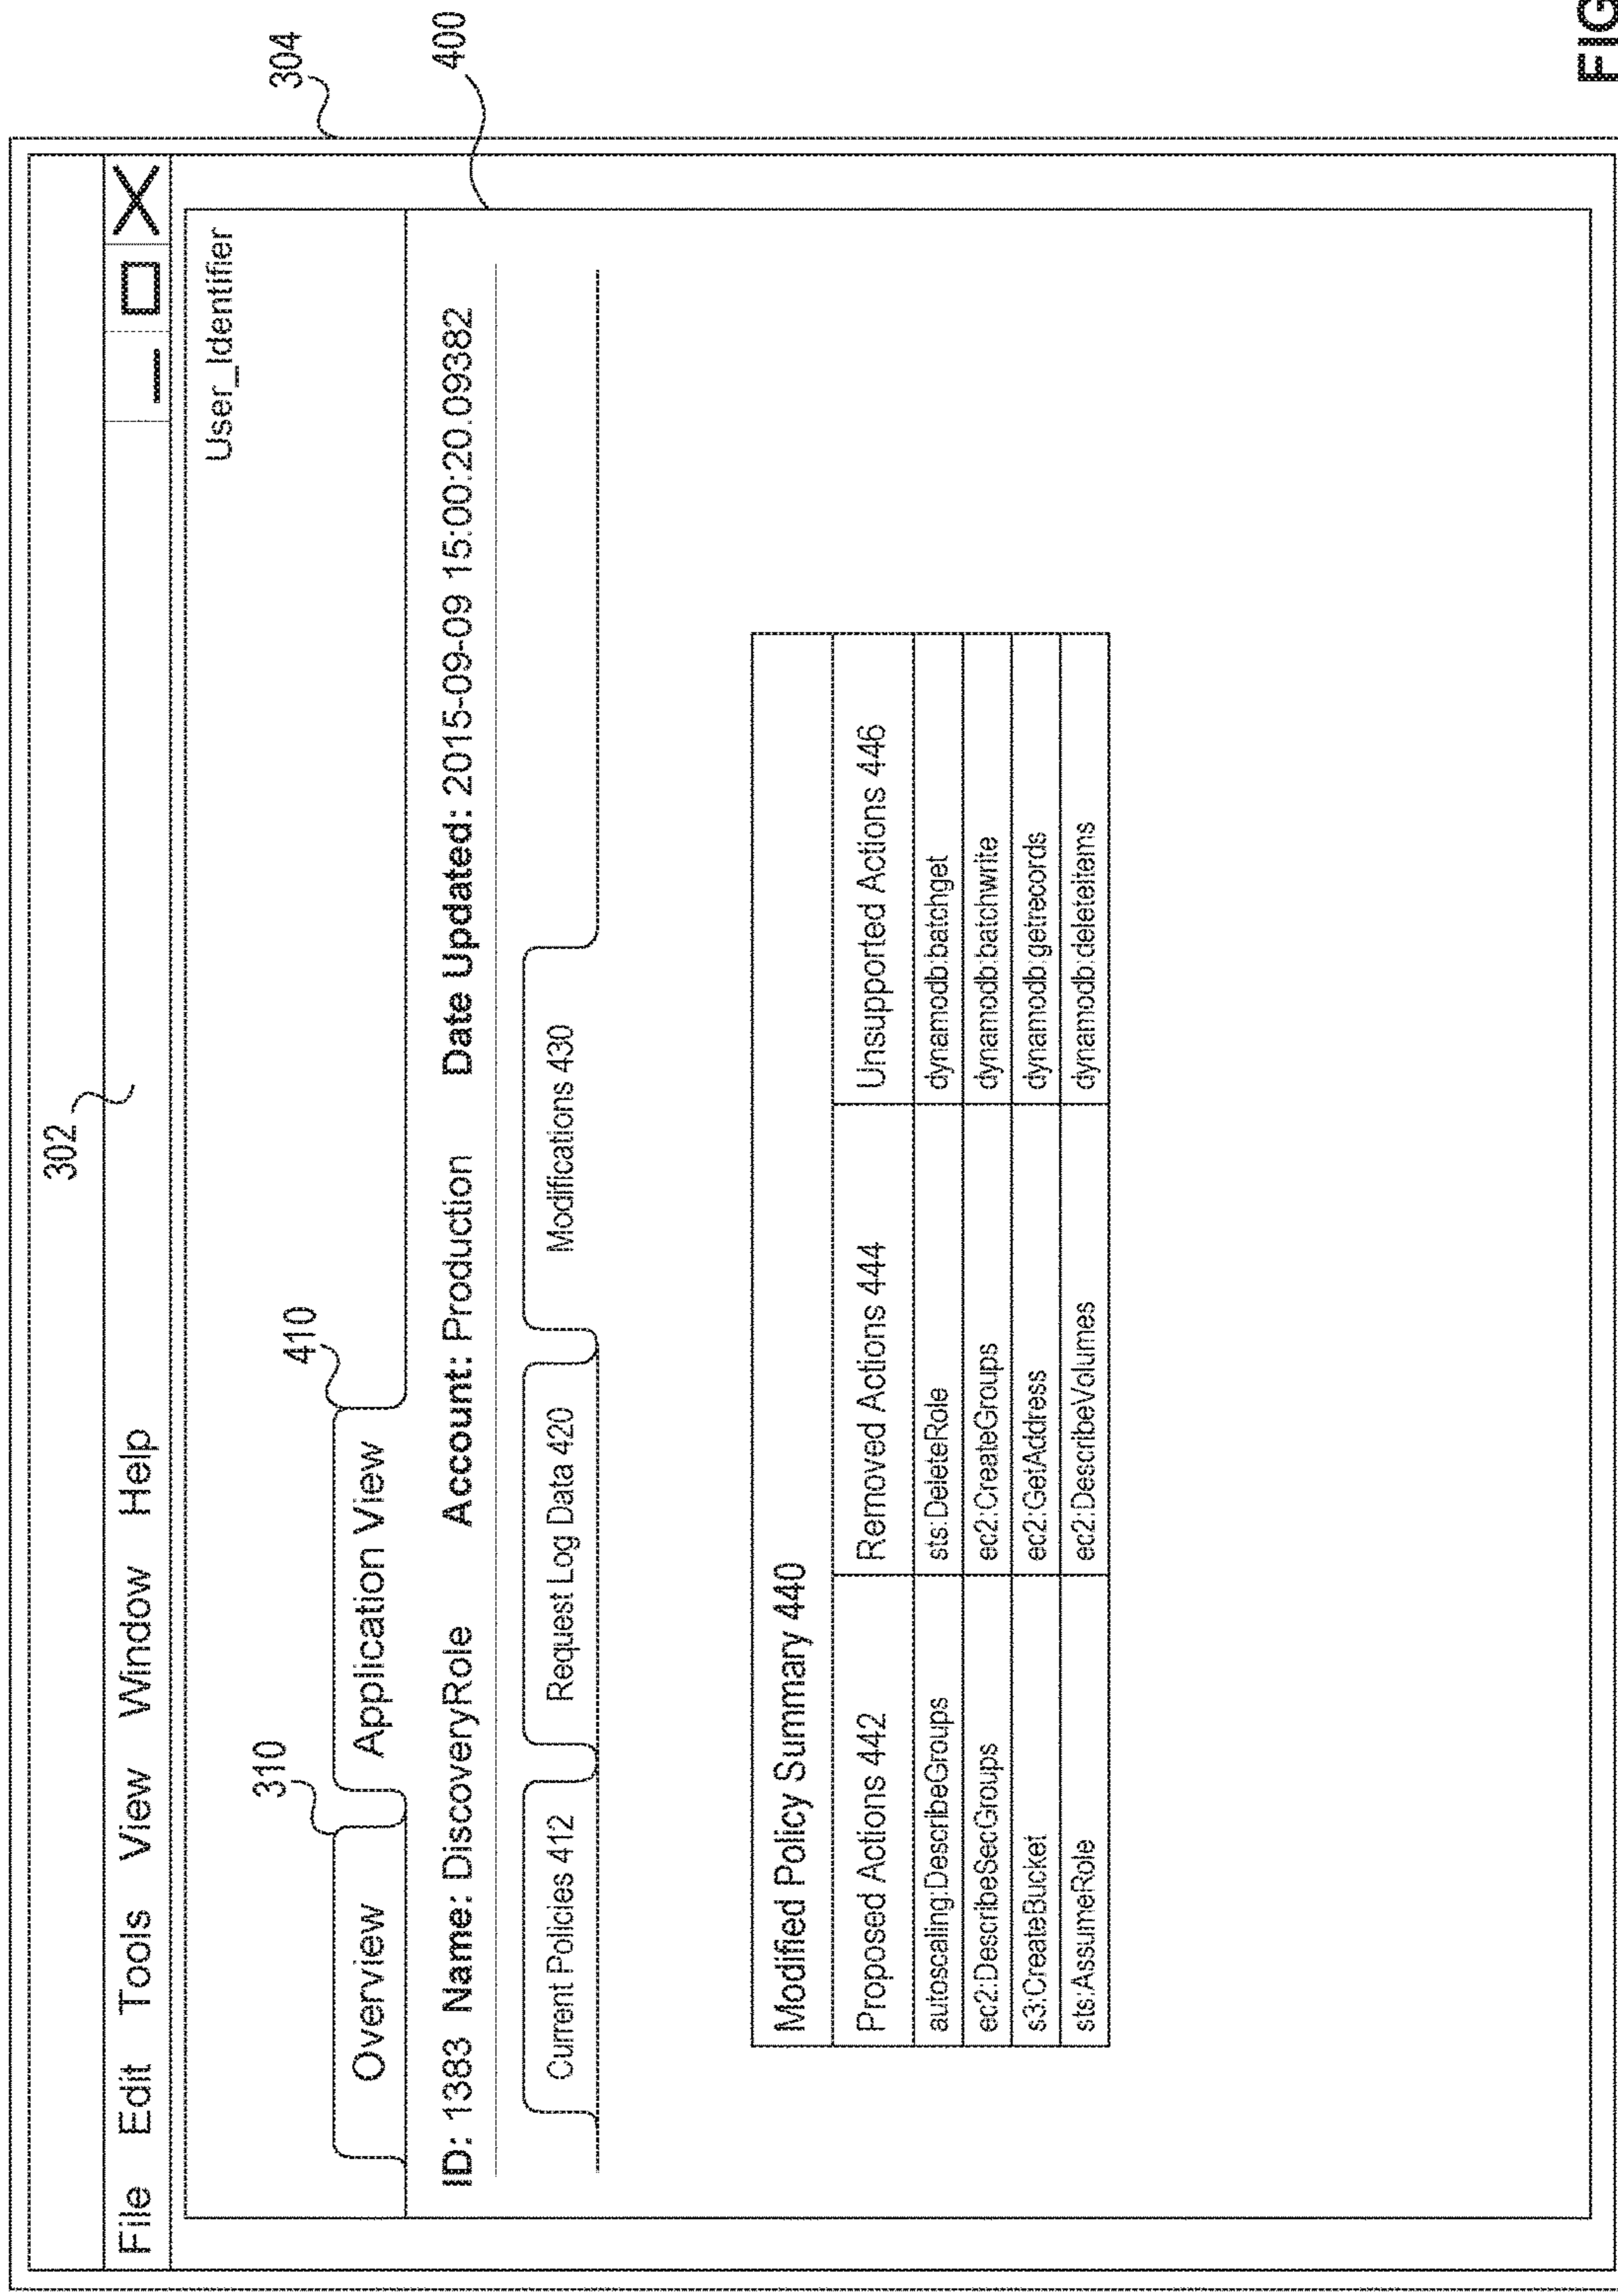 304
400
302
File Edit Tools View Window Help
User_Identifier
310
410
Overview
Application View
ID: 1383 Name: DiscoveryRole Account: Production Date Updated: 2015-09-09 15:00:20.09382
Current Policies 412
Request Log Data 420
Modifications 430
Modified Policy Summary 440
Proposed Actions 442 Removed Actions 444 Unsupported Actions 446
autoscaling:DescribeGroups sts:DeleteRole dynamodb:batchget
ec2:DescribeSecGroups ec2:CreateGroups dynamodb:batchwrite
s3:CreateBucket ec2:GetAddress dynamodb:getrecords
sts:AssumeRole ec2:DescribeVolumes dynamodb:deleteitems
FIG